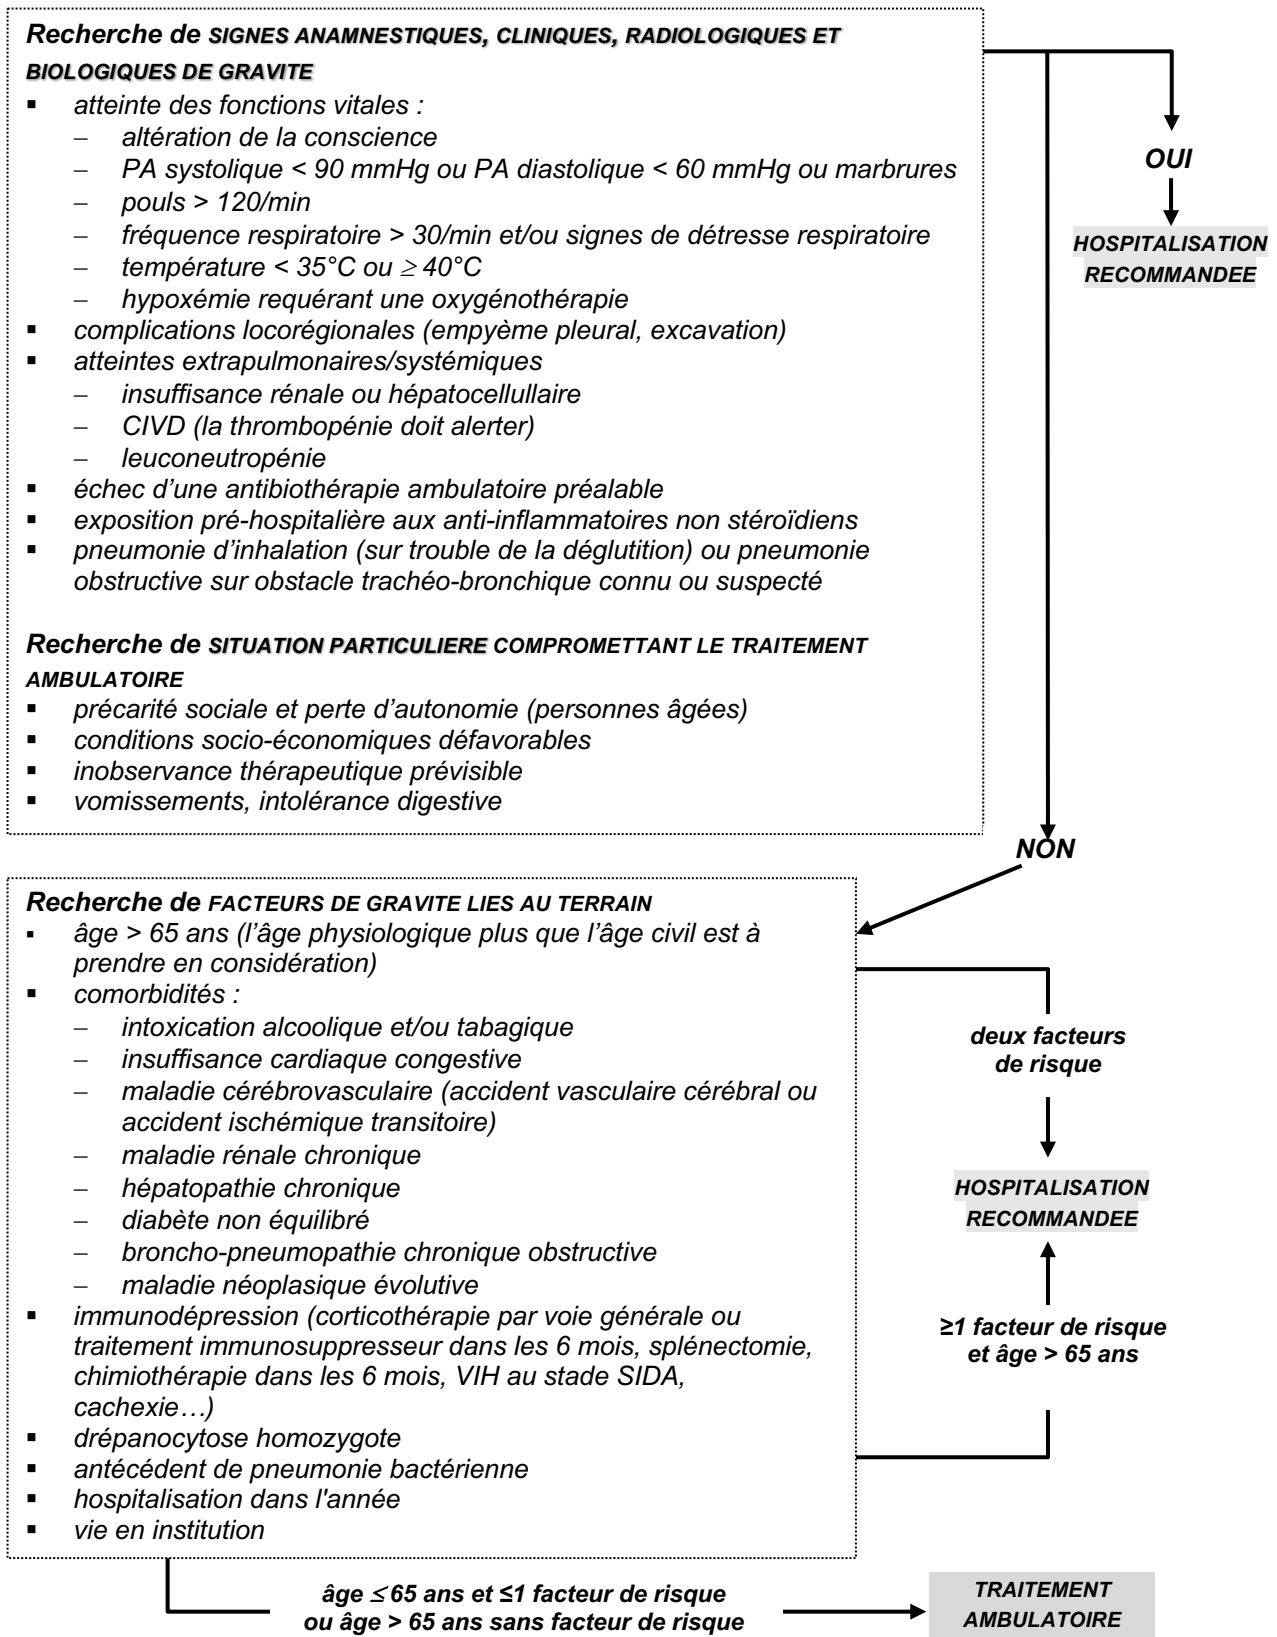 Recherche de SIGNES ANAMNESTIQUES, CLINIQUES, RADIOLOGIQUES ET
BIOLOGIQUES DE GRAVITE
▪ atteinte des fonctions vitales :
– altération de la conscience
– PA systolique < 90 mmHg ou PA diastolique < 60 mmHg ou marbrures
– pouls > 120/min
– fréquence respiratoire > 30/min et/ou signes de détresse respiratoire
– température < 35°C ou ≥ 40°C
– hypoxémie requérant une oxygénothérapie
▪ complications locorégionales (empyème pleural, excavation)
▪ atteintes extrapulmonaires/systémiques
– insuffisance rénale ou hépatocellullaire
– CIVD (la thrombopénie doit alerter)
– leuconeutropénie
▪ échec d’une antibiothérapie ambulatoire préalable
▪ exposition pré-hospitalière aux anti-inflammatoires non stéroïdiens
▪ pneumonie d’inhalation (sur trouble de la déglutition) ou pneumonie
obstructive sur obstacle trachéo-bronchique connu ou suspecté
Recherche de SITUATION PARTICULIERE COMPROMETTANT LE TRAITEMENT
AMBULATOIRE
▪ précarité sociale et perte d’autonomie (personnes âgées)
▪ conditions socio-économiques défavorables
▪ inobservance thérapeutique prévisible
▪ vomissements, intolérance digestive
OUI
HOSPITALISATION
RECOMMANDEE
NON
Recherche de FACTEURS DE GRAVITE LIES AU TERRAIN
▪ âge > 65 ans (l’âge physiologique plus que l’âge civil est à
prendre en considération)
▪ comorbidités :
– intoxication alcoolique et/ou tabagique
– insuffisance cardiaque congestive
– maladie cérébrovasculaire (accident vasculaire cérébral ou
accident ischémique transitoire)
– maladie rénale chronique
– hépatopathie chronique
– diabète non équilibré
– broncho-pneumopathie chronique obstructive
– maladie néoplasique évolutive
▪ immunodépression (corticothérapie par voie générale ou
traitement immunosuppresseur dans les 6 mois, splénectomie,
chimiothérapie dans les 6 mois, VIH au stade SIDA,
cachexie…)
▪ drépanocytose homozygote
▪ antécédent de pneumonie bactérienne
▪ hospitalisation dans l'année
▪ vie en institution
deux facteurs
de risque
HOSPITALISATION
RECOMMANDEE
≥1 facteur de risque
et âge > 65 ans
âge ≤ 65 ans et ≤1 facteur de risque
ou âge > 65 ans sans facteur de risque
TRAITEMENT
AMBULATOIRE